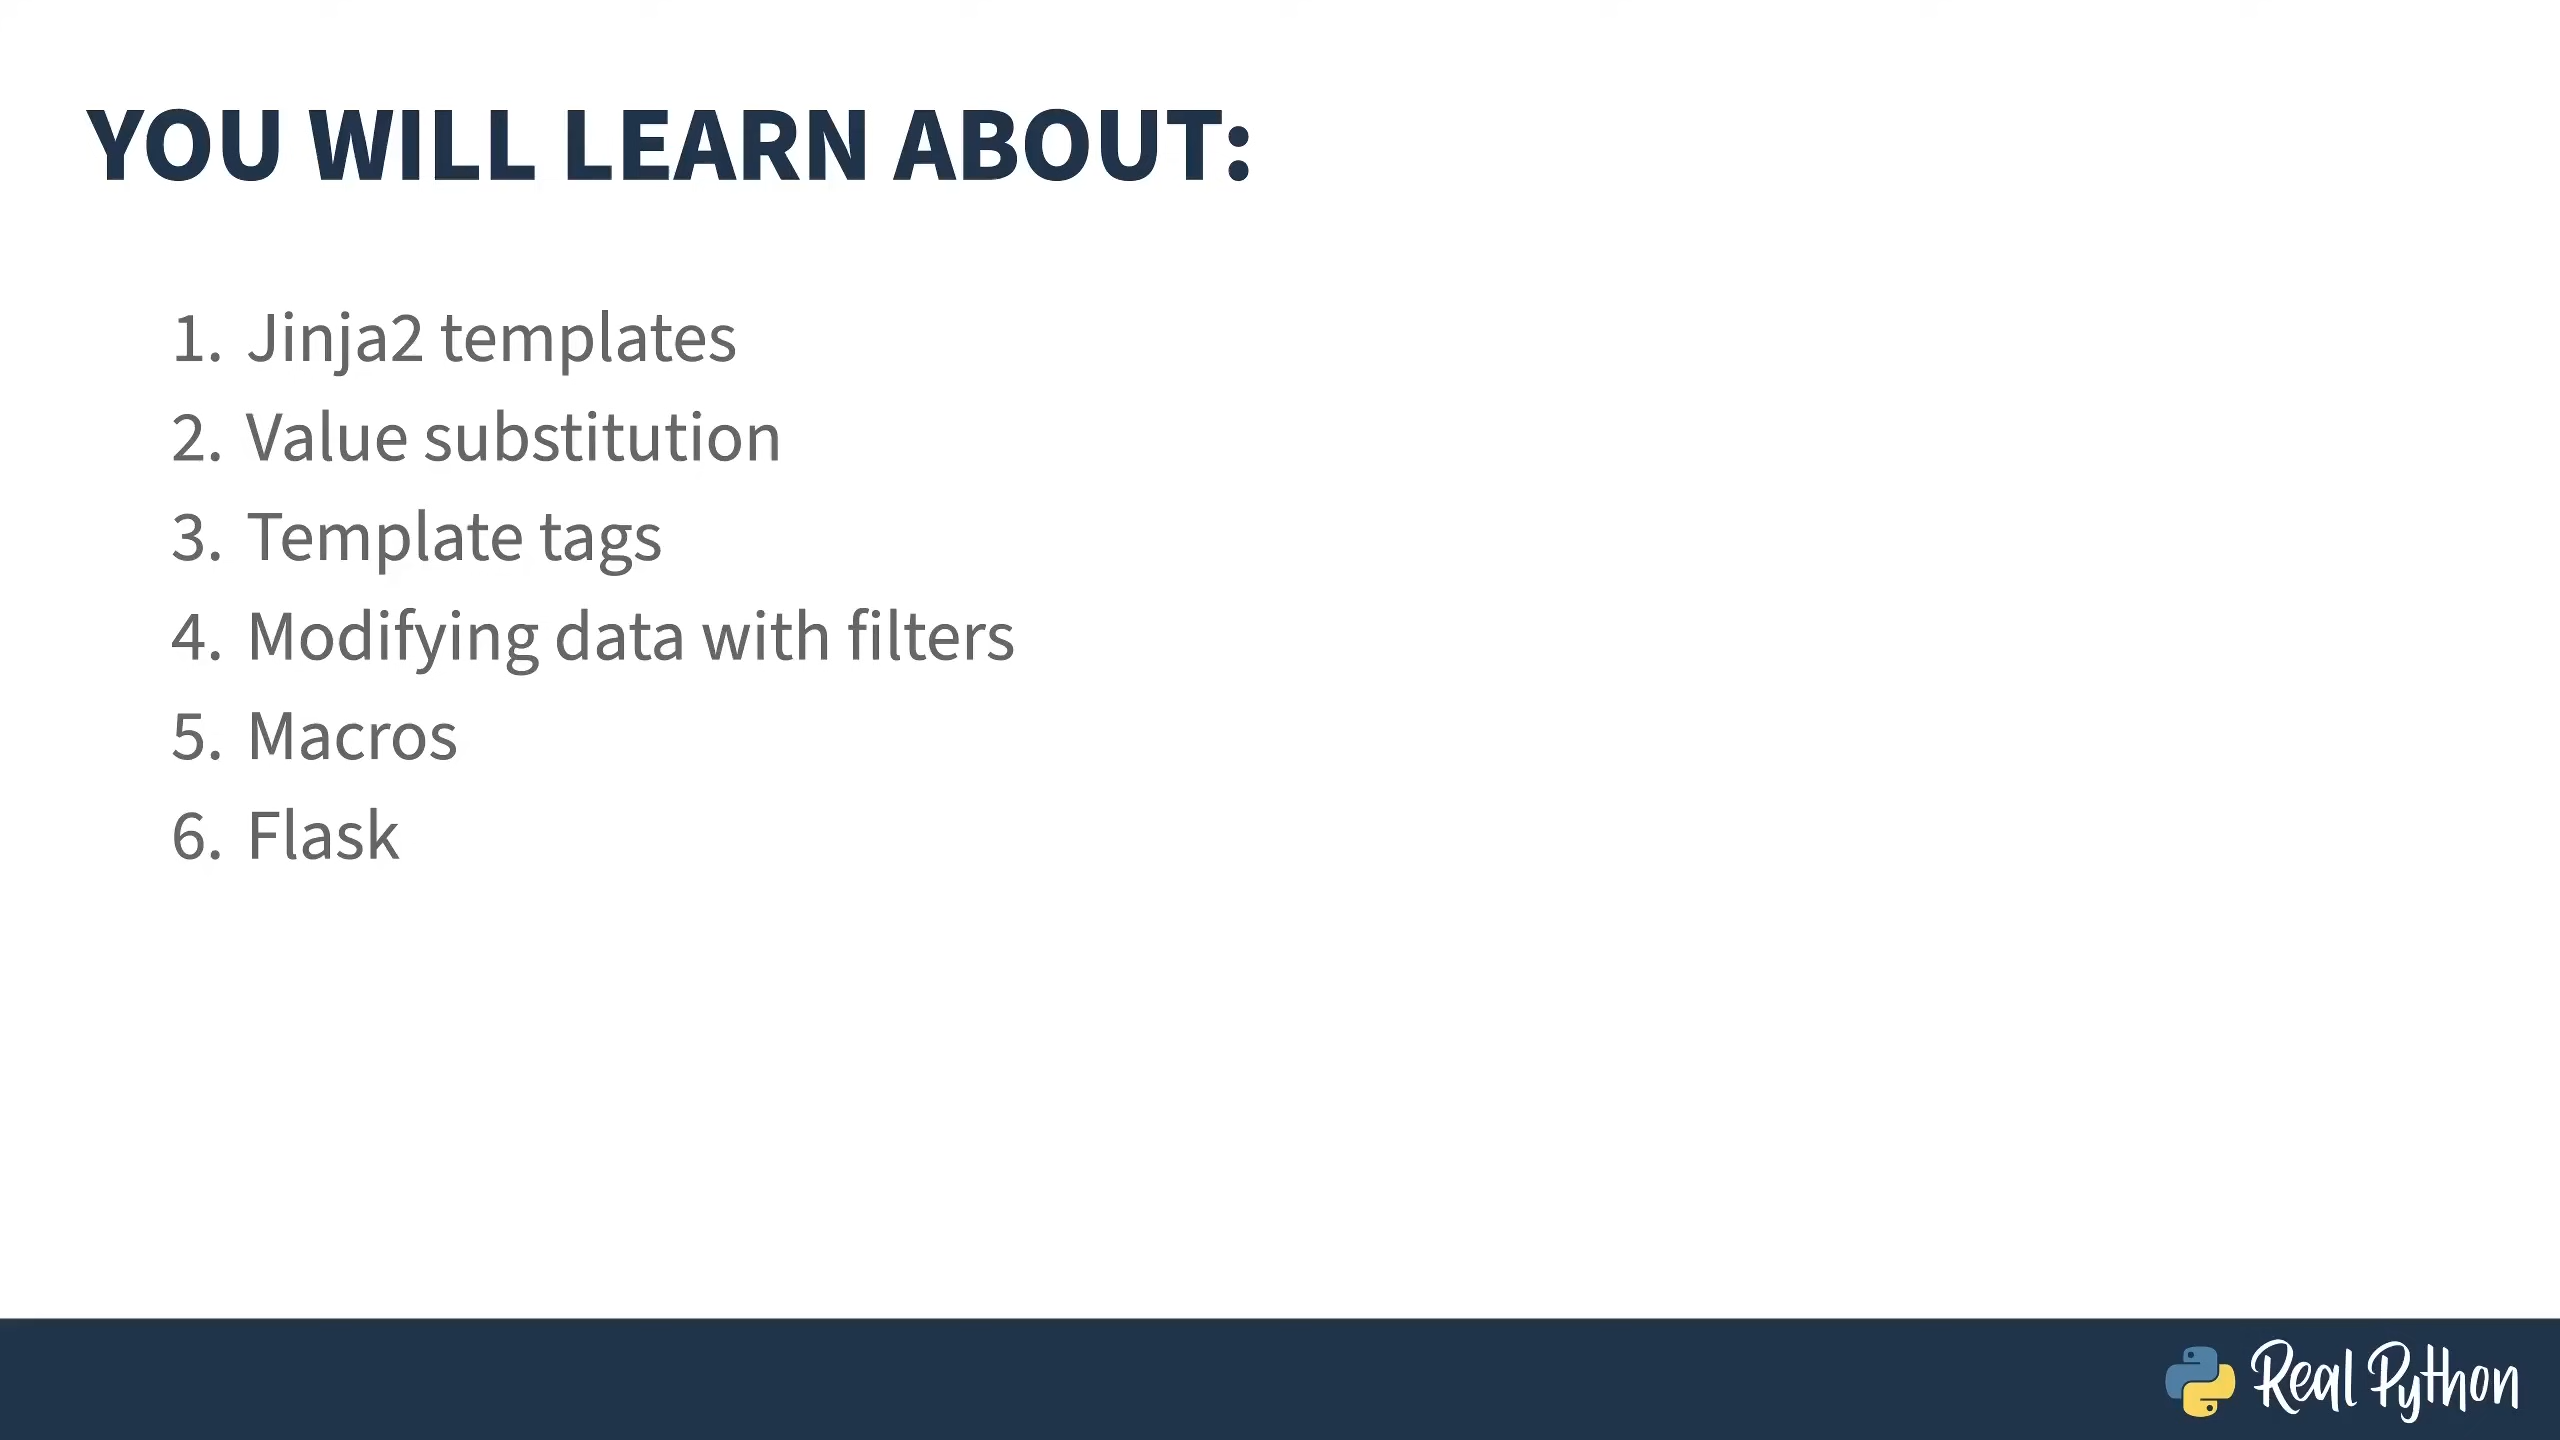 YOU WILL LEARN ABOUT:
1. Jinja2 templates
2. Value substitution
3. Template tags
4. Modifying data with filters
5. Macros
6. Flask
Real Python